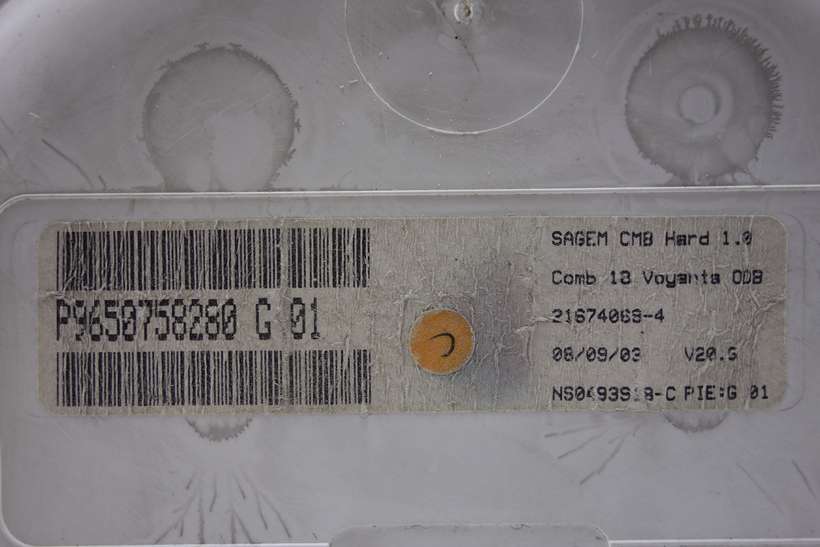 P9650758280 G 01
SAGEM CMB Hard 1.0
Comb 18 Voyants ODB
21674068-4
08/09/03 V20.S
PIE:G 01